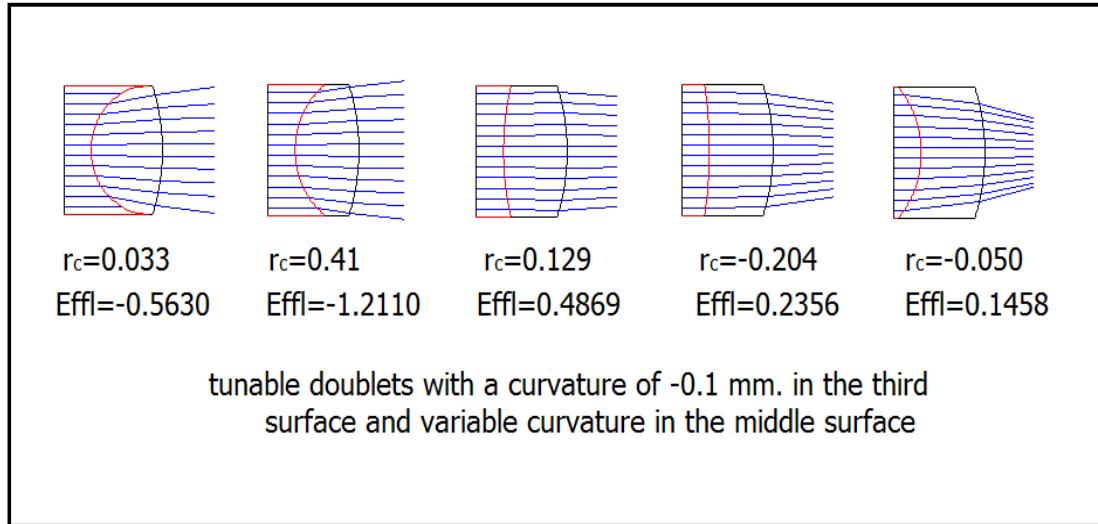 rc=0.033 rc=0.41 rc=0.129 rc=-0.204 rc=-0.050
Effl=-0.5630 Effl=-1.2110 Effl=0.4869 Effl=0.2356 Effl=0.1458
tunable doublets with a curvature of -0.1 mm. in the third
surface and variable curvature in the middle surface